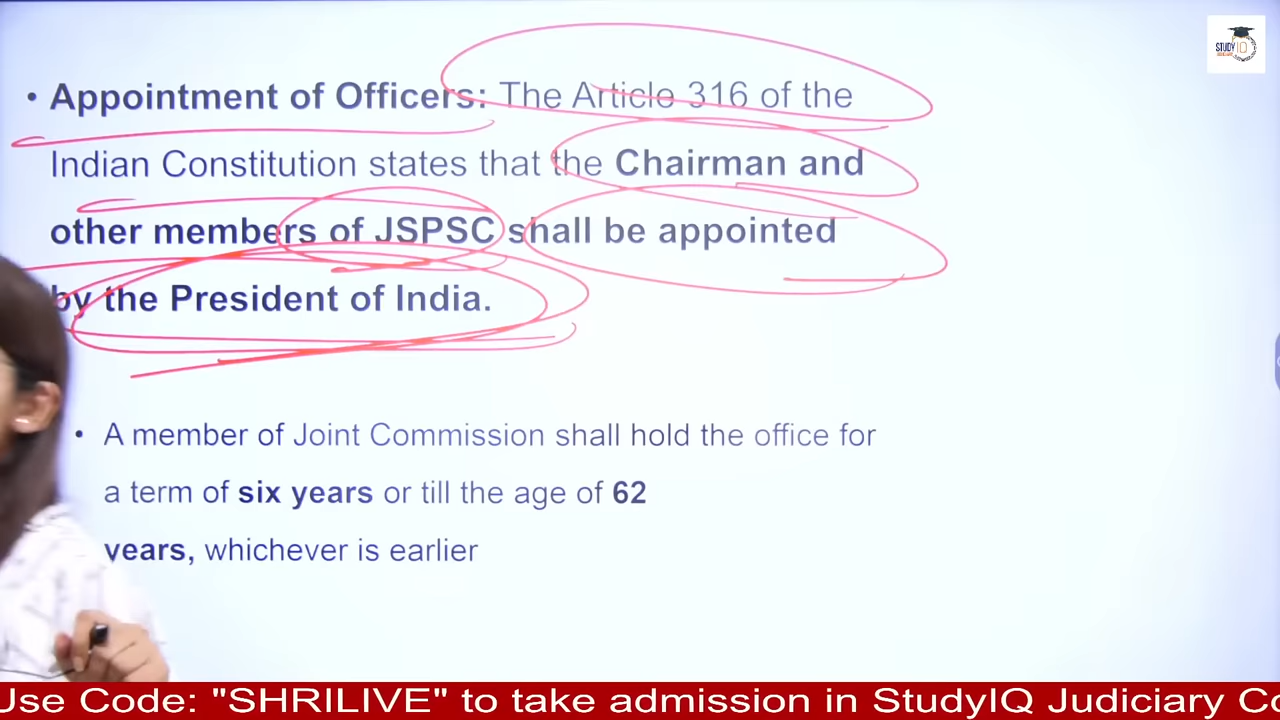 STUDY IQ
• Appointment of Officers: The Article 316 of the
Indian Constitution states that the Chairman and
other members of JSPSC shall be appointed
by the President of India.
• A member of Joint Commission shall hold the office for
a term of six years or till the age of 62
years, whichever is earlier
Use Code: "SHRILIVE" to take admission in StudyIQ Judiciary Co